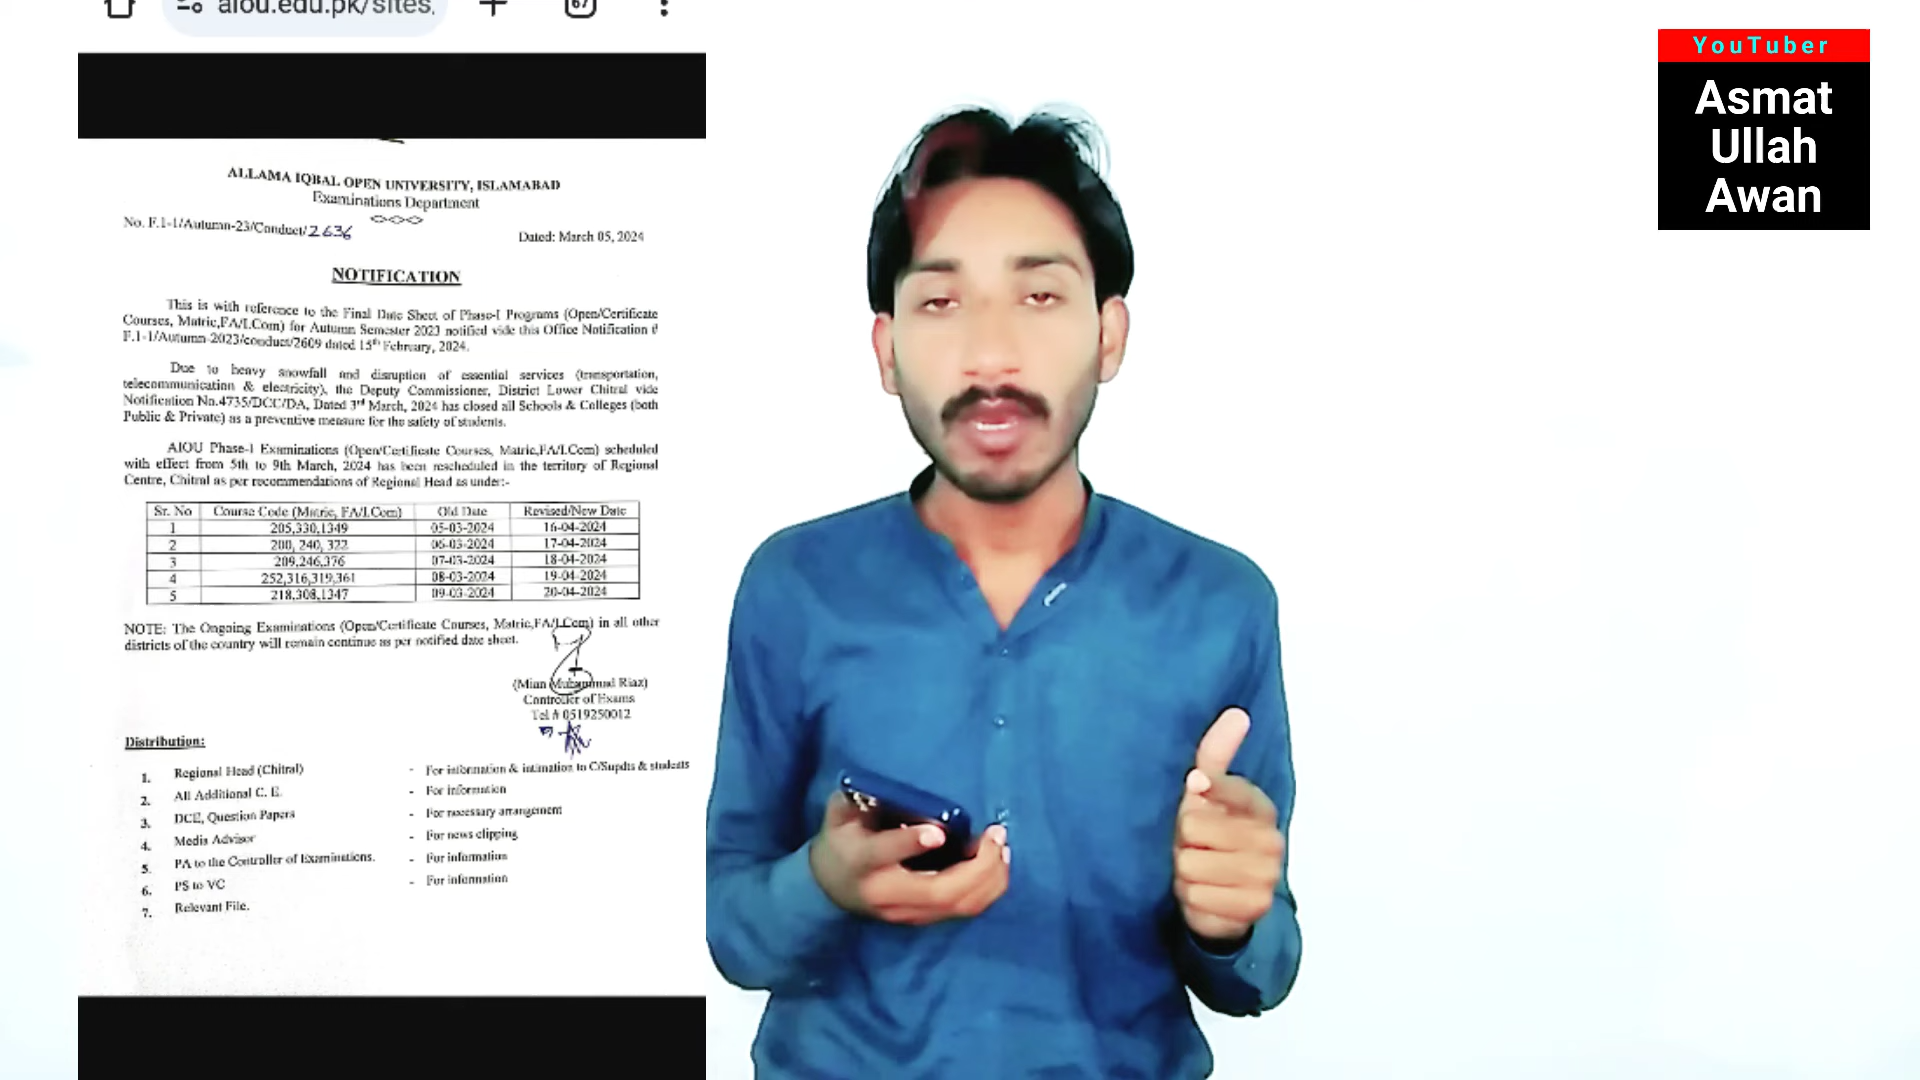 aiou.edu.pk/sites
67
YouTuber
Asmat
Ullah
Awan
ALLAMA IQBAL OPEN UNIVERSITY, ISLAMABAD
Examinations Department
No. F.1-1/Autumn-23/Conduct/2636
Dated: March 05, 2024
NOTIFICATION
This is with reference to the Final Date Sheet of Phase-I Programs (Open/Certificate
Courses, Matric,FA/I.Com) for Autumn Semester 2023 notified vide this Office Notification #
F.1-1/Autumn-2023/conduct/2609 dated 15th February, 2024.
Due to heavy snowfall and disruption of essential services (transportation,
telecommunication & electricity), the Deputy Commissioner, District Lower Chitral vide
Notification No.4735/DCC/DA, Dated 3rd March, 2024 has closed all Schools & Colleges (both
Public & Private) as a preventive measure for the safety of students.
AIOU Phase-I Examinations (Open/Certificate Courses, Matric,FA/I.Com) scheduled
with effect from 5th to 9th March, 2024 has been rescheduled in the territory of Regional
Centre, Chitral as per recommendations of Regional Head as under:-
Sr. No Course Code (Matric, FA/I.Com) Old Date Revised/New Date
1 205,330,1349 05-03-2024 16-04-2024
2 200, 240, 322 06-03-2024 17-04-2024
3 209,246,376 07-03-2024 18-04-2024
4 252,316,319,361 08-03-2024 19-04-2024
5 218,308,1347 09-03-2024 20-04-2024
NOTE: The Ongoing Examinations (Open/Certificate Courses, Matric,FA/I.Com) in all other
districts of the country will remain continue as per notified date sheet.
(Mian Muhammad Riaz)
Controller of Exams
Tel # 0519250012
Distribution:
1. Regional Head (Chitral) - For information & intimation to C/Supdts & students
2. All Additional C. E. - For information
3. DCE, Question Papers - For necessary arrangement
4. Media Advisor - For news clipping
5. PA to the Controller of Examinations. - For information
6. PS to VC - For information
7. Relevant File.